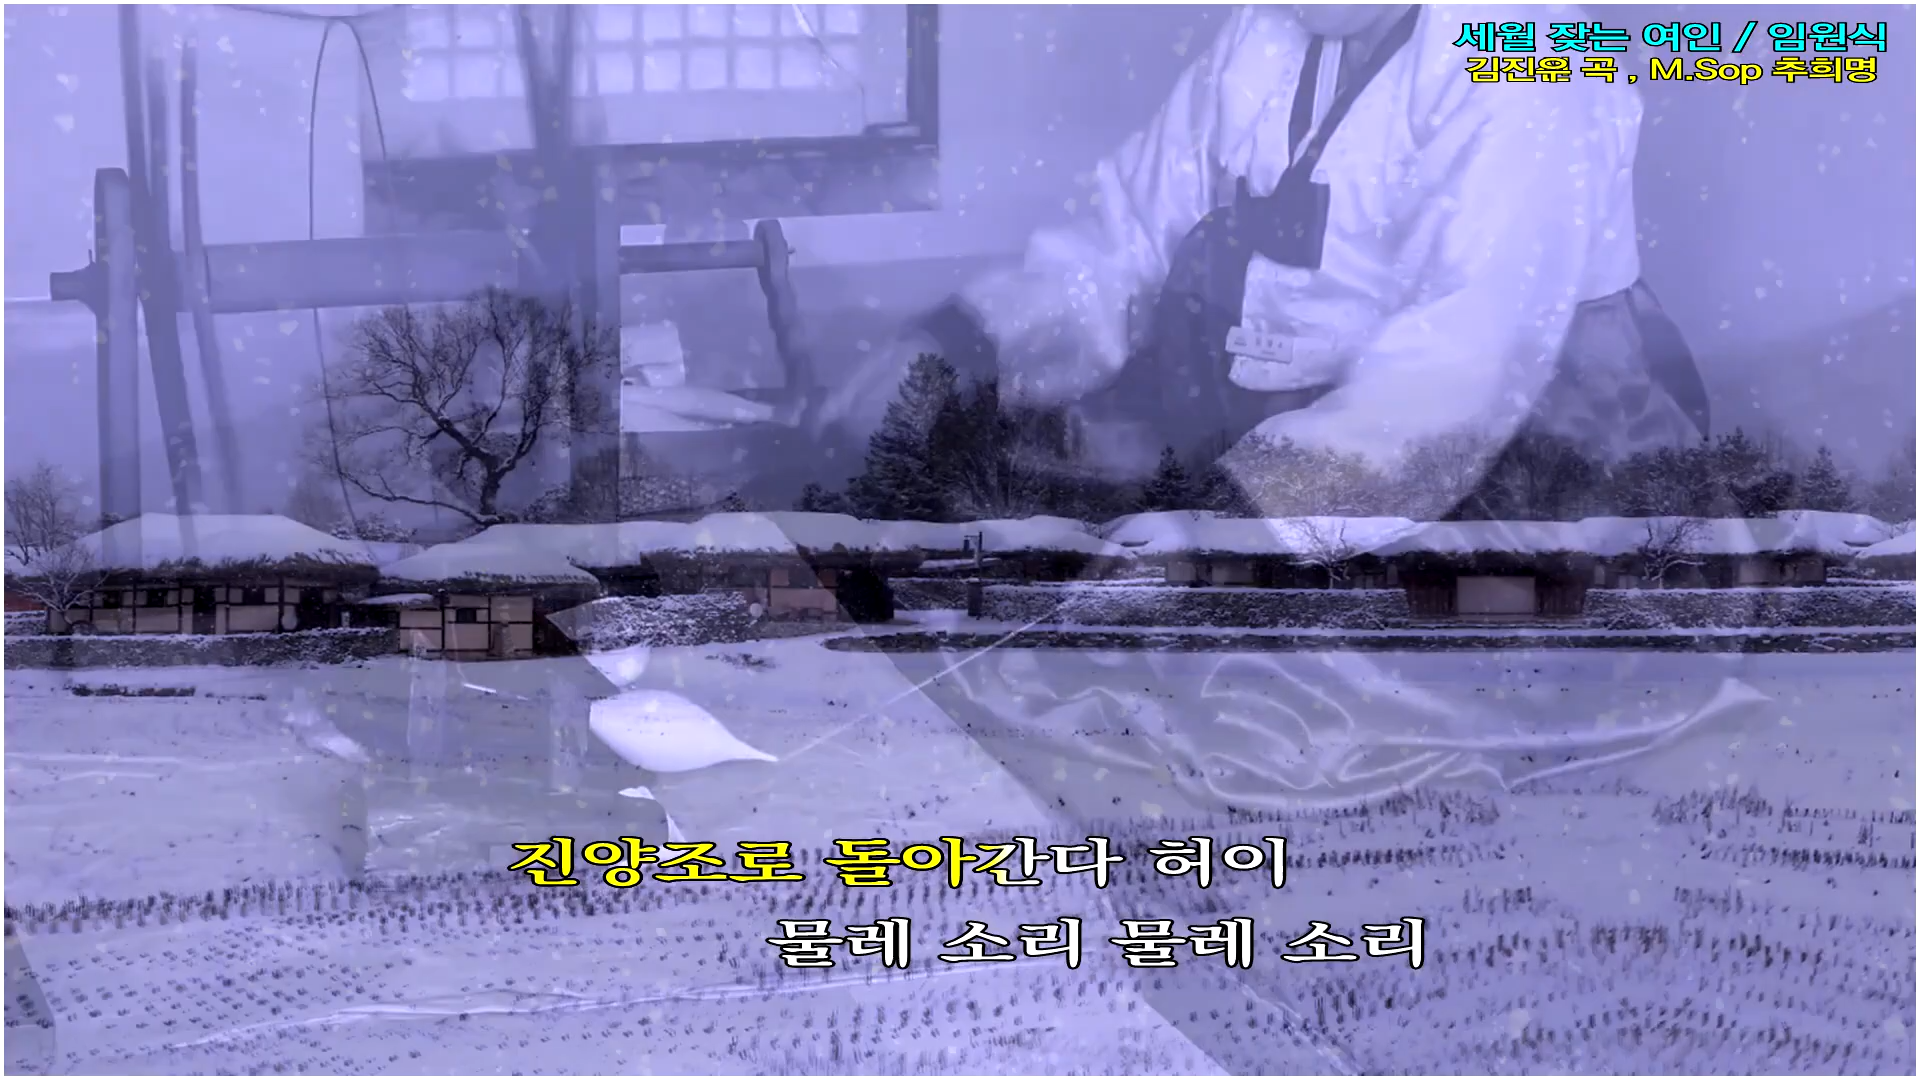 세월 잣는 여인 / 임원식
김진윤 곡 , M.Sop 추희명
진양조로 돌아간다 허이
물레 소리 물레 소리